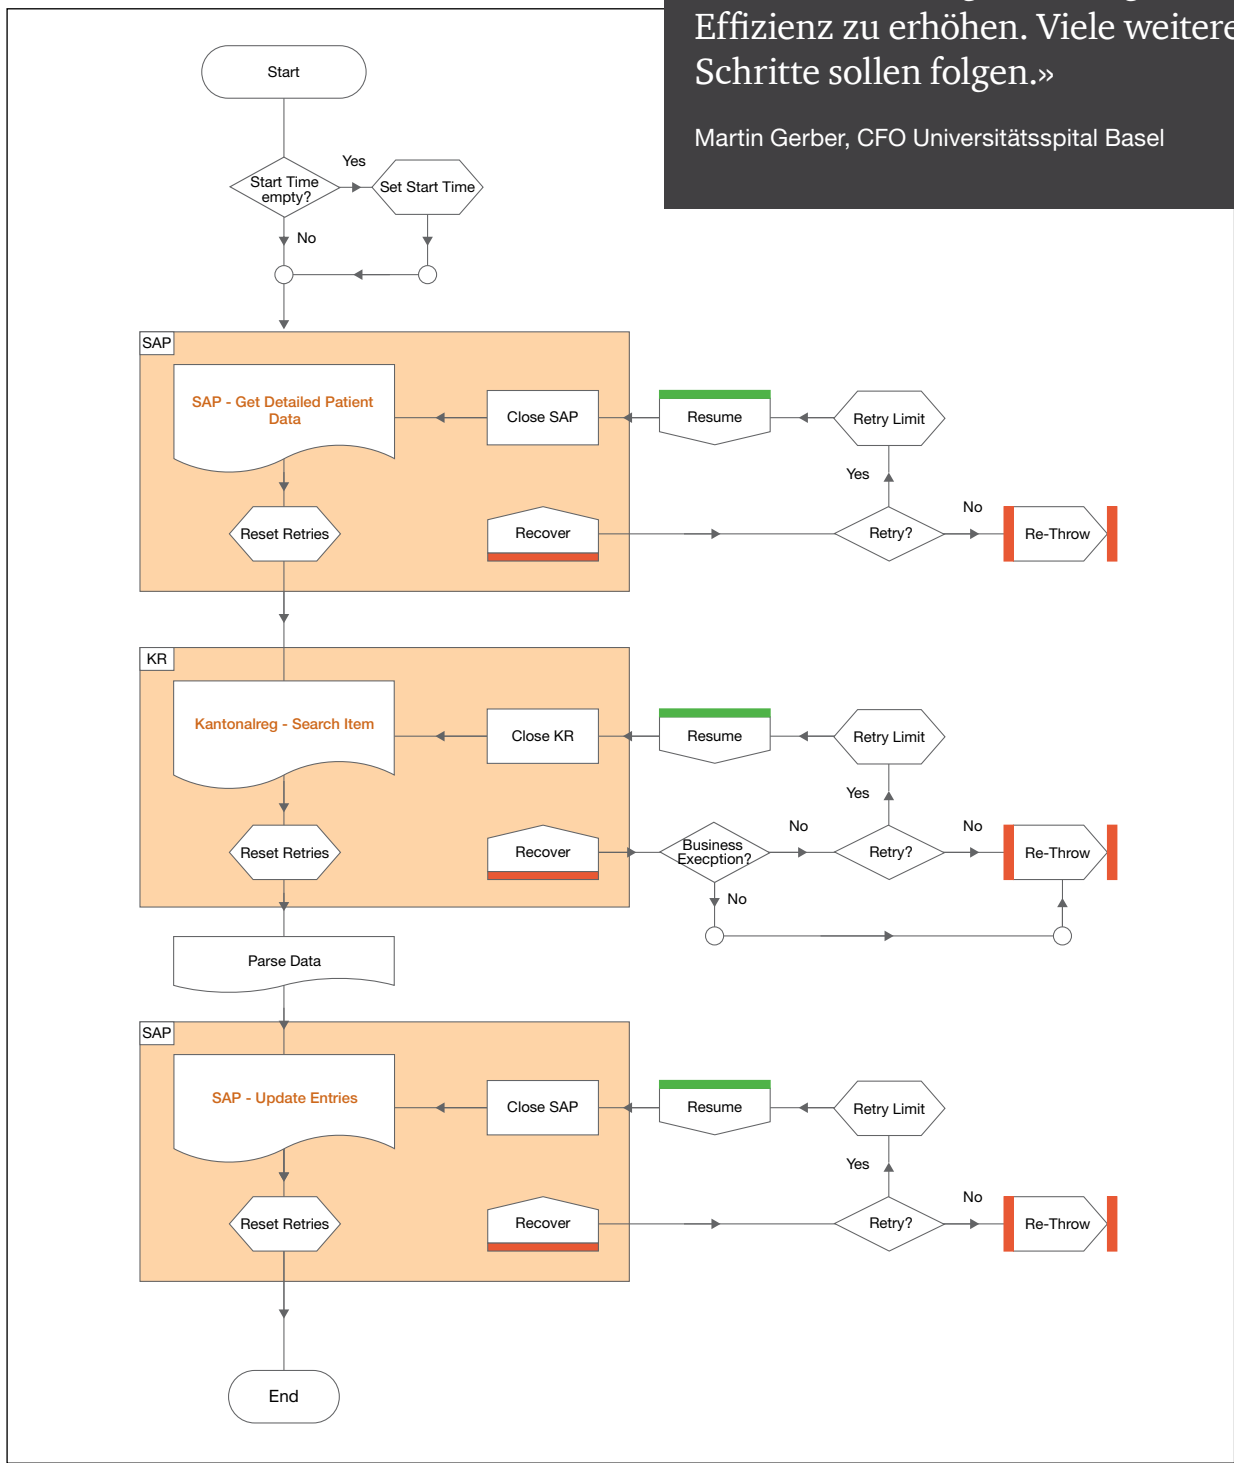 Effizienz zu erhöhen. Viele weitere
Schritte sollen folgen.»
Martin Gerber, CFO Universitätsspital Basel
Start
Start Time
empty?
Yes
Set Start Time
No
SAP
SAP - Get Detailed Patient
Data
Close SAP
Resume
Retry Limit
Yes
Reset Retries
Recover
Retry?
No
Re-Throw
KR
Kantonalreg - Search Item
Close KR
Resume
Retry Limit
Yes
Reset Retries
Recover
Business
Execption?
No
Retry?
No
Re-Throw
No
Parse Data
SAP
SAP - Update Entries
Close SAP
Resume
Retry Limit
Yes
Reset Retries
Recover
Retry?
No
Re-Throw
End